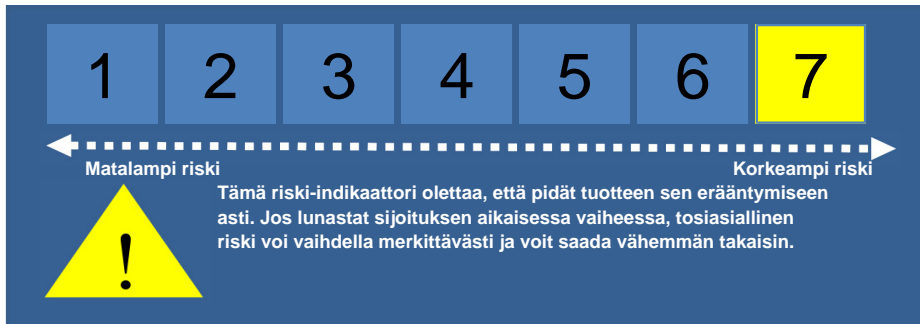 1 2 3 4 5 6 7
Matalampi riski Korkeampi riski
Tämä riski-indikaattori olettaa, että pidät tuotteen sen erääntymiseen
asti. Jos lunastat sijoituksen aikaisessa vaiheessa, tosiasiallinen
riski voi vaihdella merkittävästi ja voit saada vähemmän takaisin.
!